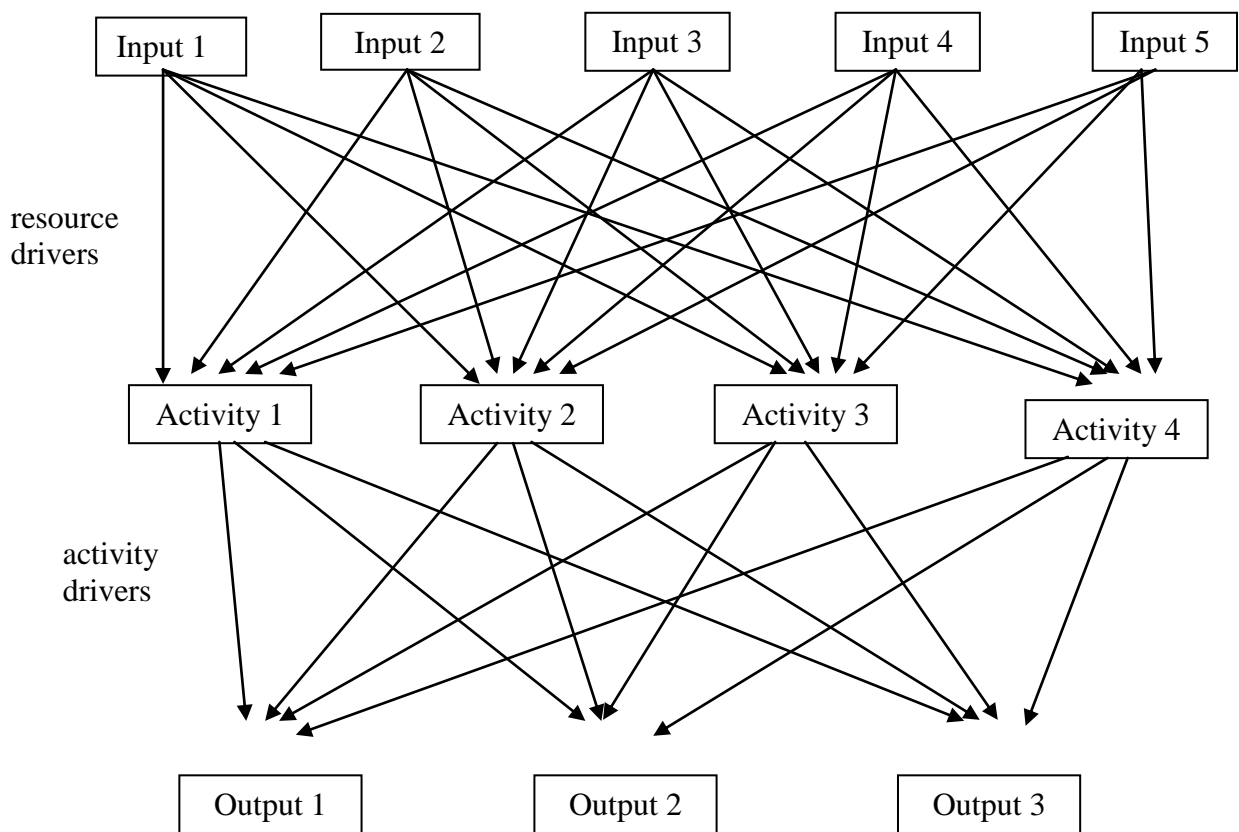 Input 1
Input 2
Input 3
Input 4
Input 5
resource
drivers
Activity 1
Activity 2
Activity 3
Activity 4
activity
drivers
Output 1
Output 2
Output 3